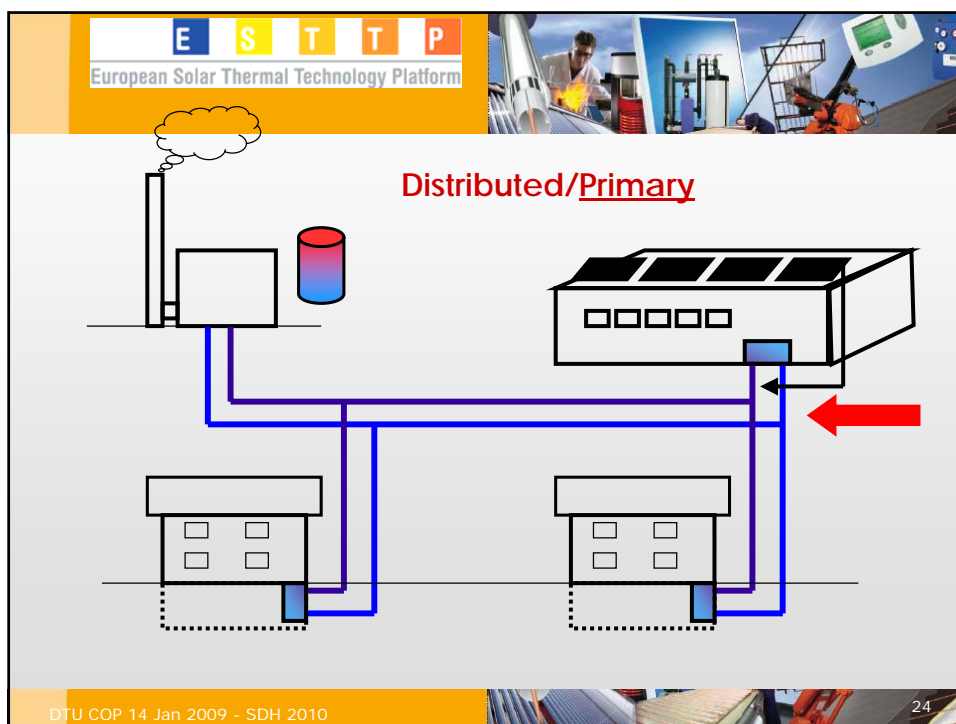 E S T T P
European Solar Thermal Technology Platform
Distributed/Primary
DTU COP 14 Jan 2009 - SDH 2010
24